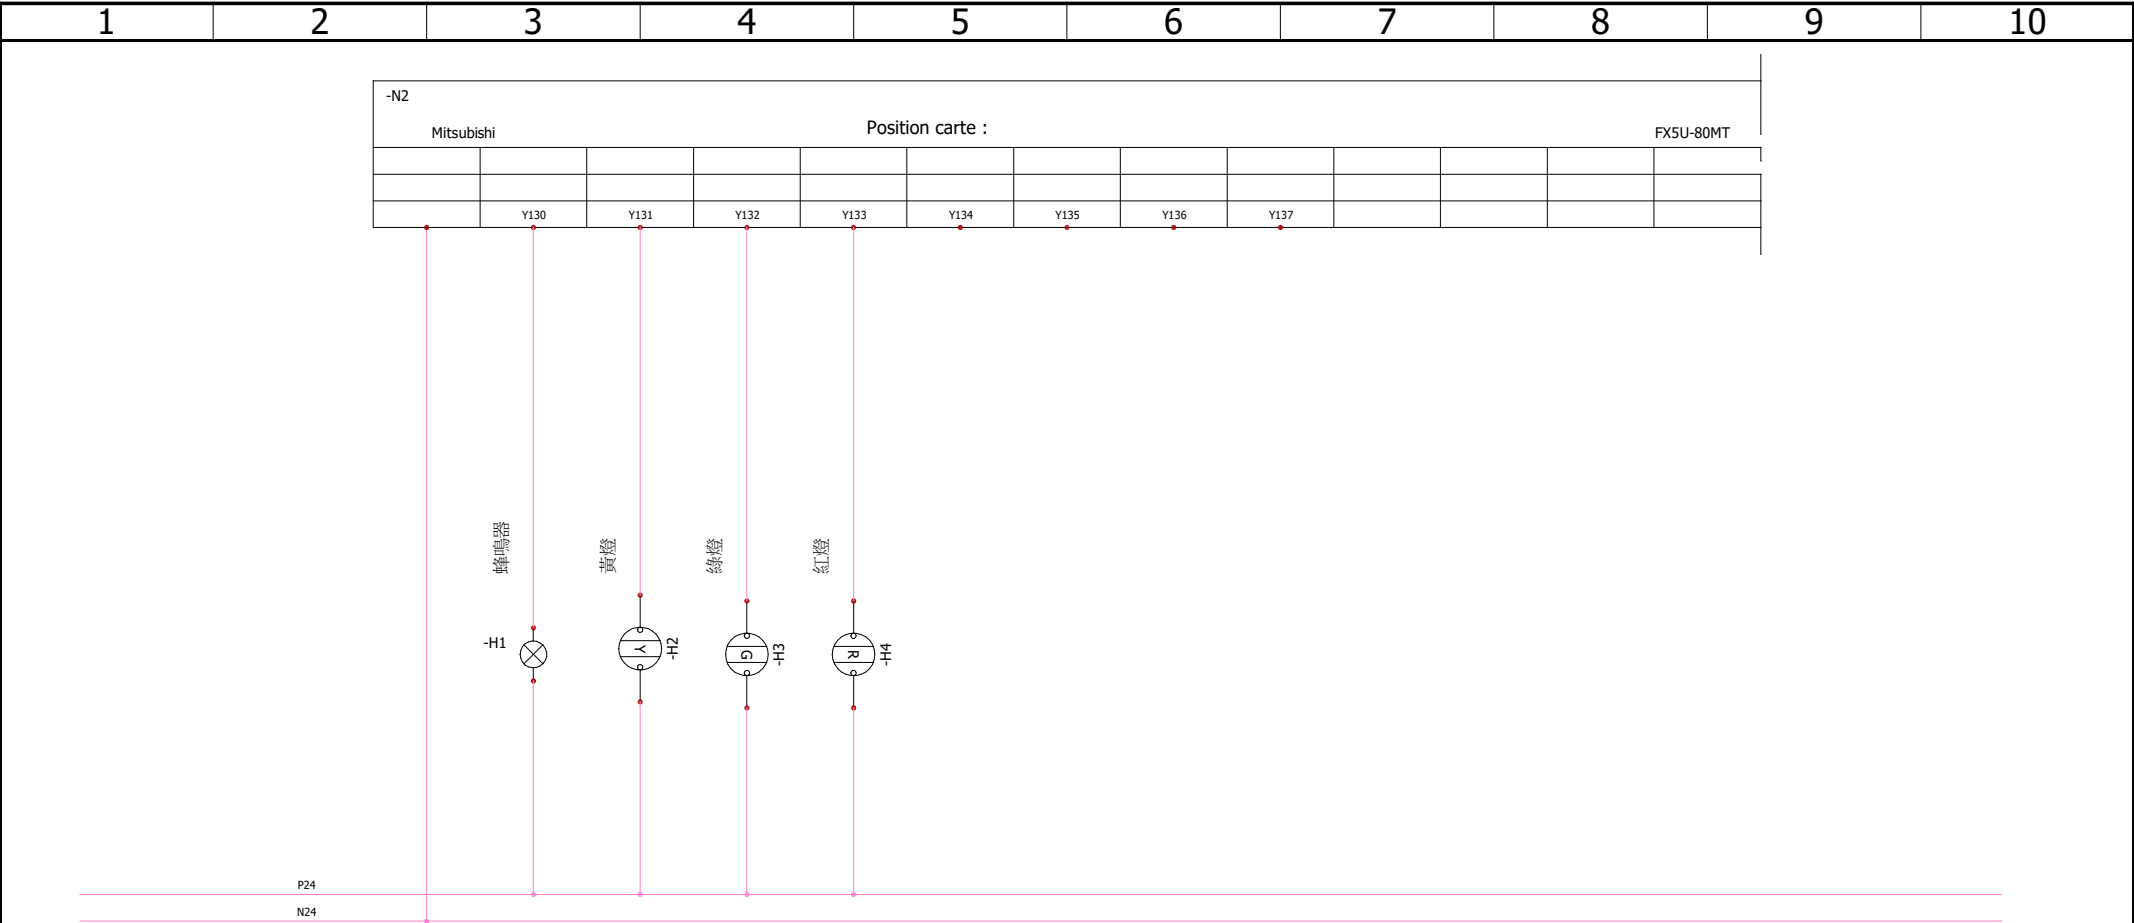 1 2 3 4 5 6 7 8 9 10
-N2
Mitsubishi Position carte : FX5U-80MT
Y130 Y131 Y132 Y133 Y134 Y135 Y136 Y137
蜂鳴器 黃燈 綠燈 紅燈
-H1 Y -H2 G -H3 R -H4
P24
N24